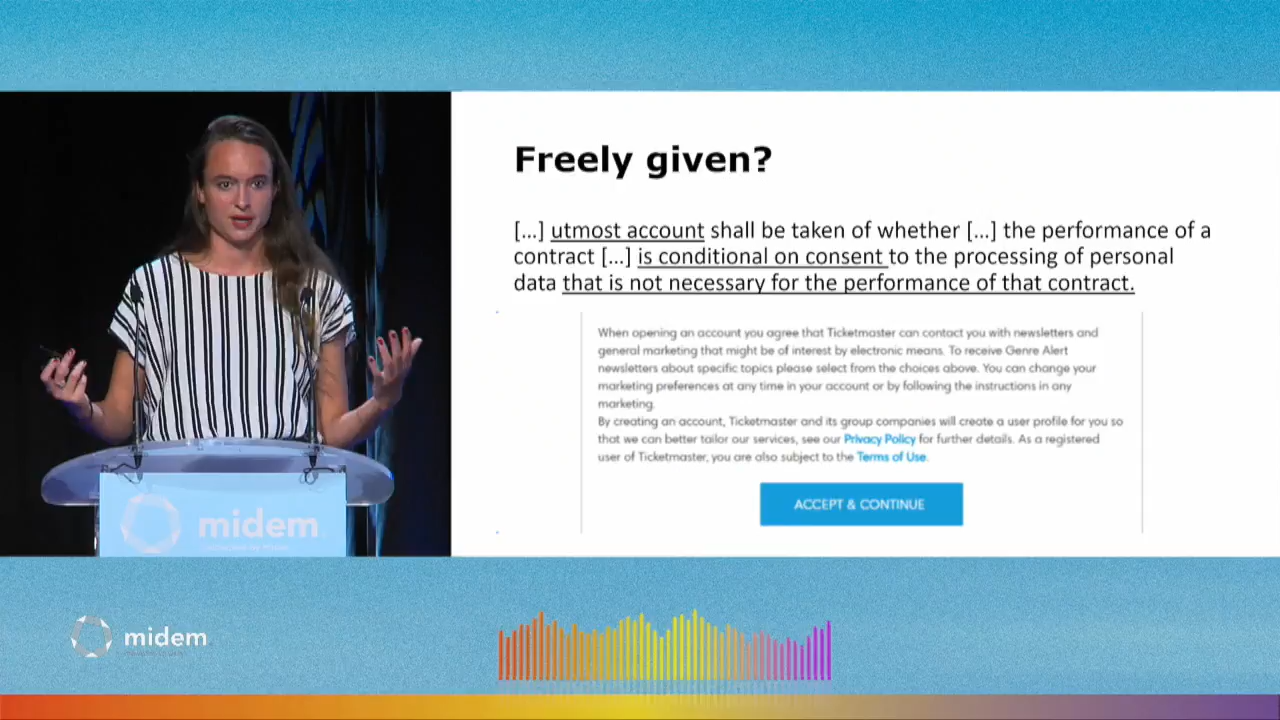 Freely given?
[...] utmost account shall be taken of whether [...] the performance of a
contract [...] is conditional on consent to the processing of personal
data that is not necessary for the performance of that contract.
When opening an account you agree that Ticketmaster can contact you with newsletters and
general marketing that might be of interest by electronic means. To receive Genre Alert
newsletters about specific topics please select from the choices above. You can change your
marketing preferences at any time in your account or by following the instructions in any
marketing.
By creating an account, Ticketmaster and its group companies will create a user profile for you so
that we can better tailor our services, see our Privacy Policy for further details. As a registered
user of Ticketmaster, you are also subject to the Terms of Use.
ACCEPT & CONTINUE
midem
midem